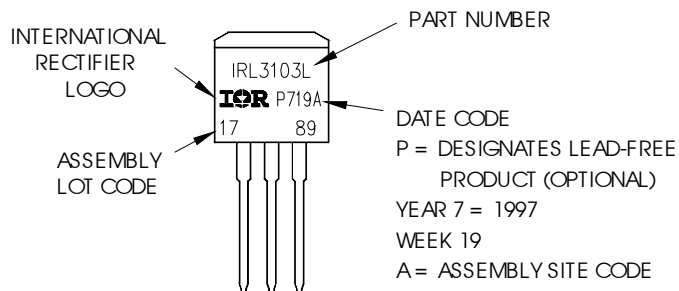 INTERNATIONAL
RECTIFIER
LOGO
ASSEMBLY
LOT CODE
IRL3103L
IOR P719A
17 89
PART NUMBER
DATE CODE
P = DESIGNATES LEAD-FREE
PRODUCT (OPTIONAL)
YEAR 7 = 1997
WEEK 19
A = ASSEMBLY SITE CODE